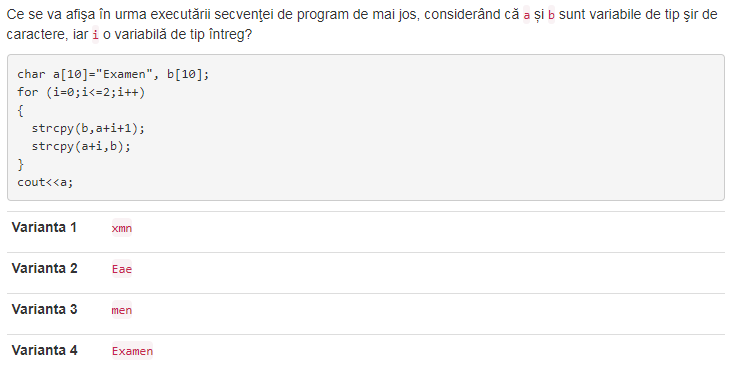 Ce se va afişa în urma executării secvenţei de program de mai jos, considerând că a și b sunt variabile de tip şir de
caractere, iar i o variabilă de tip întreg?
char a[10]="Examen", b[10];
for (i=0;i<=2;i++)
{
  strcpy(b,a+i+1);
  strcpy(a+i,b);
}
cout<<a;
Varianta 1 xmn
Varianta 2 Eae
Varianta 3 men
Varianta 4 Examen